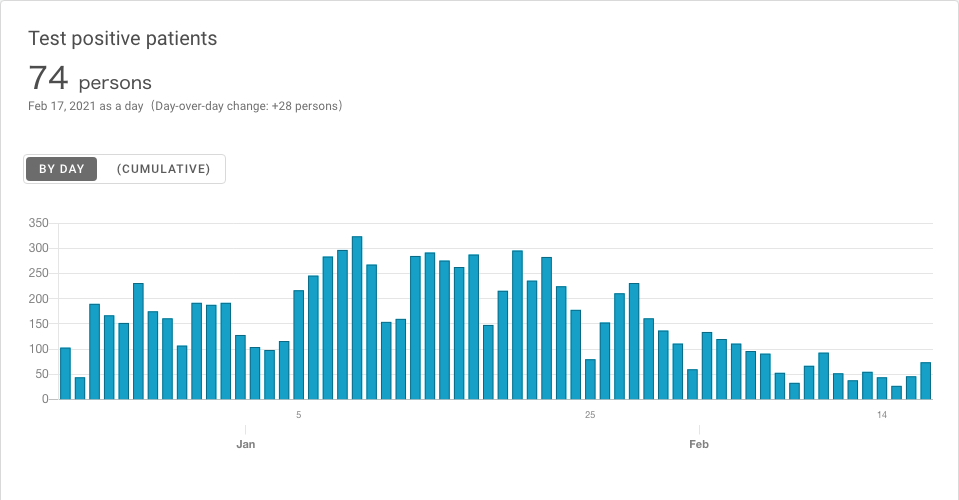 Test positive patients
74 persons
Feb 17, 2021 as a day（Day-over-day change: +28 persons）
BY DAY (CUMULATIVE)
350
300
250
200
150
100
50
0
5 25 14
Jan Feb